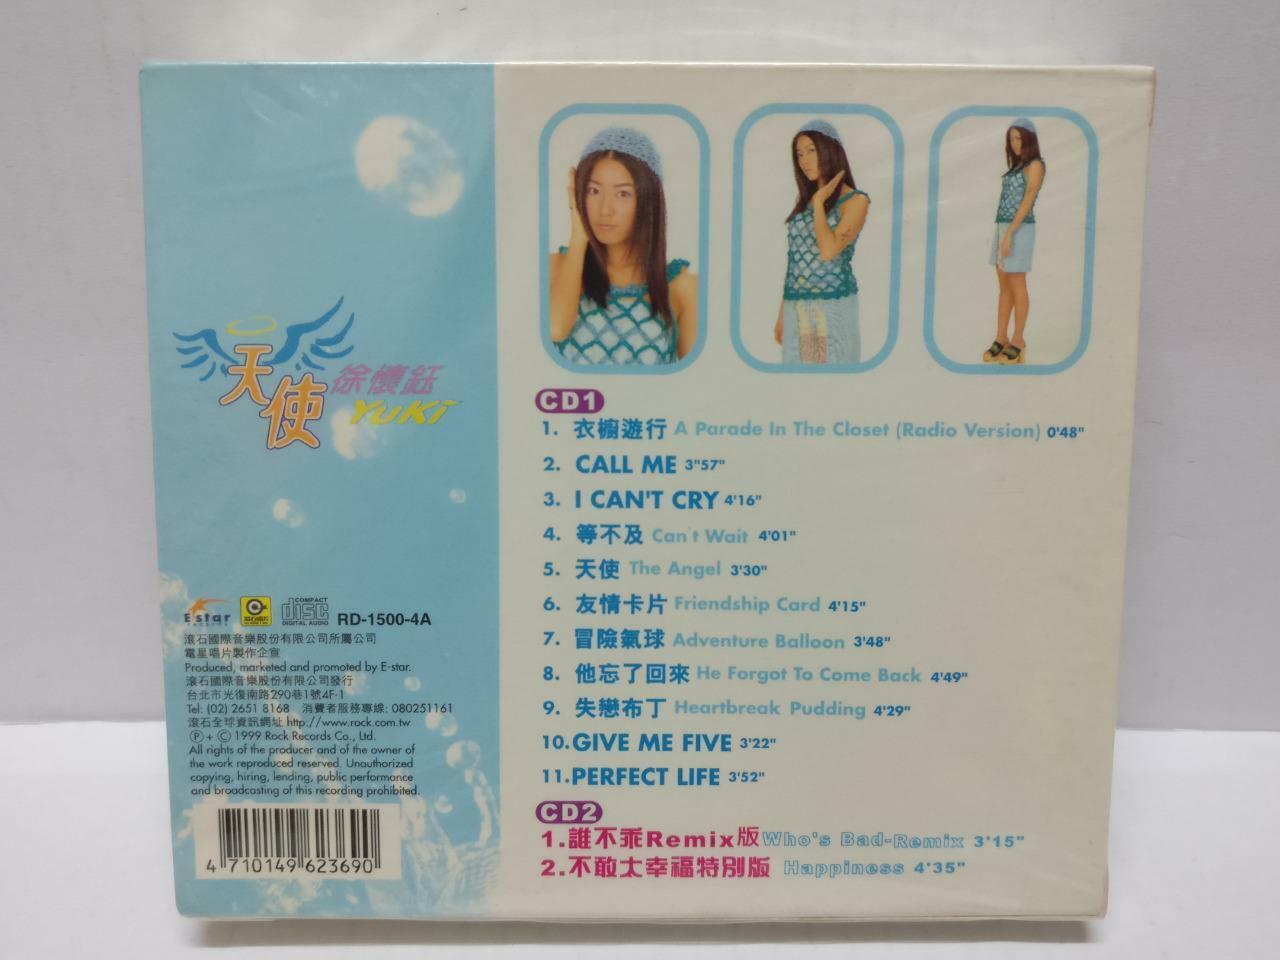 天使 徐懷鈺
YUKI
Estar
RECORDS
滾石唱片
COMPACT
disc
DIGITAL AUDIO
RD-1500-4A
滾石國際音樂股份有限公司所屬公司
電星唱片製作企宣
Produced, marketed and promoted by E-star.
滾石國際音樂股份有限公司發行
台北市光復南路290巷1號4F-1
Tel: (02) 2651 8168 消費者服務專線: 080251161
滾石全球資訊網址 http://www.rock.com.tw
Ⓟ + © 1999 Rock Records Co., Ltd.
All rights of the producer and of the owner of
the work reproduced reserved. Unauthorized
copying, hiring, lending, public performance
and broadcasting of this recording prohibited.
4 710149 623690
CD1
1. 衣櫥遊行 A Parade In The Closet (Radio Version) 0'48"
2. CALL ME 3"57"
3. I CAN'T CRY 4'16"
4. 等不及 Can't Wait 4'01"
5. 天使 The Angel 3'30"
6. 友情卡片 Friendship Card 4'15"
7. 冒險氣球 Adventure Balloon 3'48"
8. 他忘了回來 He Forgot To Come Back 4'49"
9. 失戀布丁 Heartbreak Pudding 4'29"
10. GIVE ME FIVE 3'22"
11. PERFECT LIFE 3'52"
CD2
1. 誰不乖Remix版 Who's Bad-Remix 3'15"
2. 不敢太幸福特別版 Happiness 4'35"